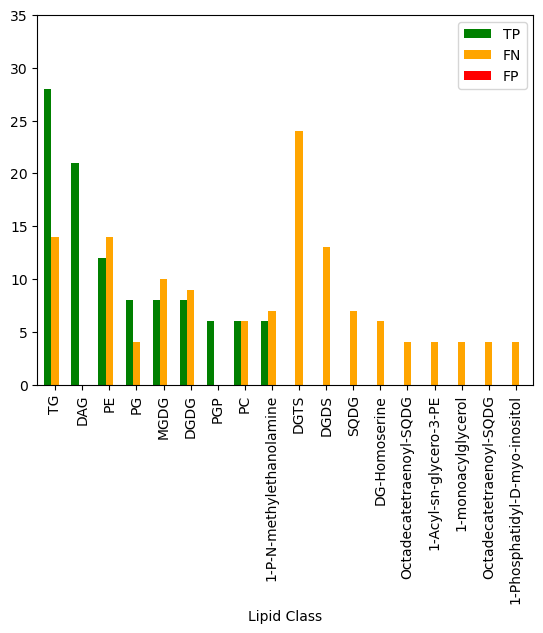 35
30
25
20
15
10
5
0
TP
FN
FP
TG
DAG
PE
PG
MGDG
DGDG
PGP
PC
1-P-N-methylethanolamine
DGTS
DGDS
SQDG
DG-Homoserine
Octadecatetraenoyl-SQDG
1-Acyl-sn-glycero-3-PE
1-monoacylglycerol
Octadecatetraenoyl-SQDG
1-Phosphatidyl-D-myo-inositol
Lipid Class